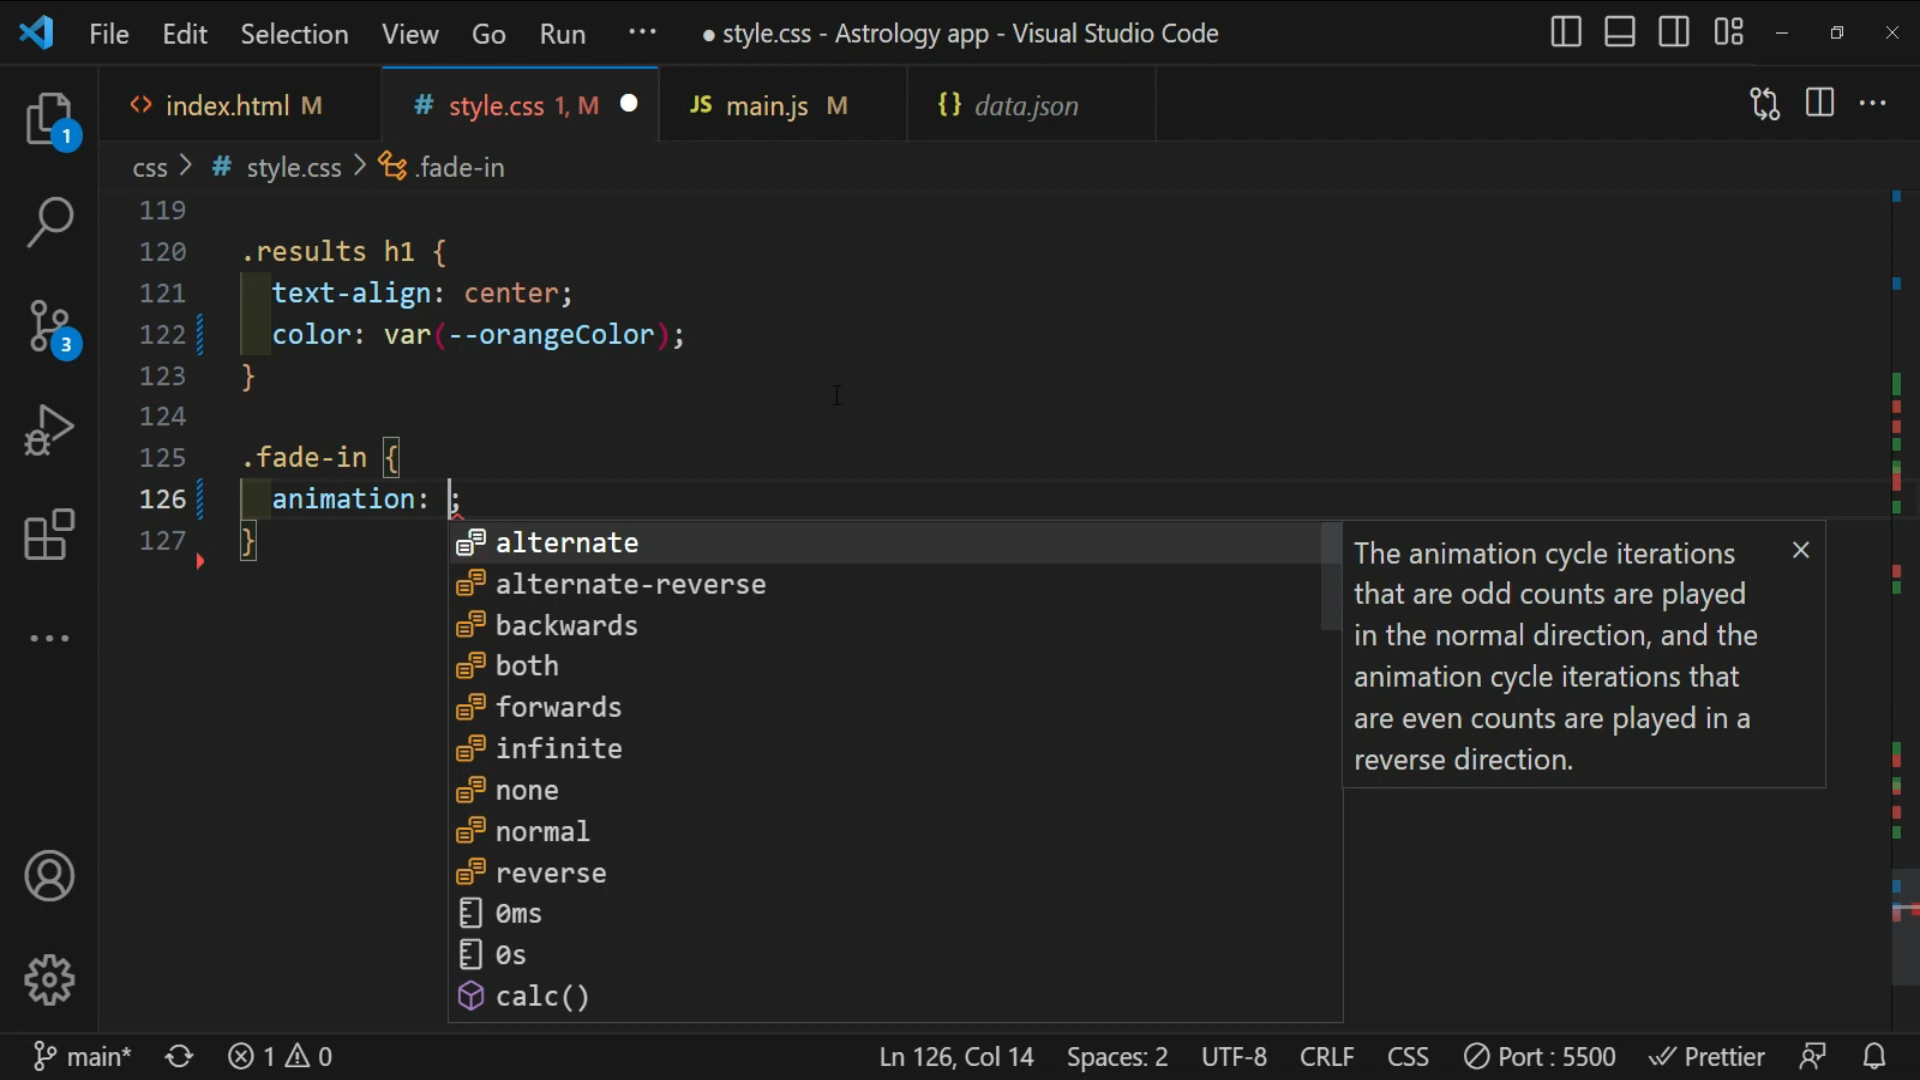 File Edit Selection View Go Run ··· ● style.css - Astrology app - Visual Studio Code
<> index.html M # style.css 1, M ● JS main.js M {} data.json
1
css > # style.css > .fade-in
119
120 .results h1 {
121 text-align: center;
122 color: var(--orangeColor);
123 }
124
125 .fade-in {
126 animation: ;
127 }
3
alternate
alternate-reverse
backwards
both
forwards
infinite
none
normal
reverse
0ms
0s
calc()
The animation cycle iterations
that are odd counts are played
in the normal direction, and the
animation cycle iterations that
are even counts are played in a
reverse direction.
main* 1 0 Ln 126, Col 14 Spaces: 2 UTF-8 CRLF CSS Port : 5500 Prettier